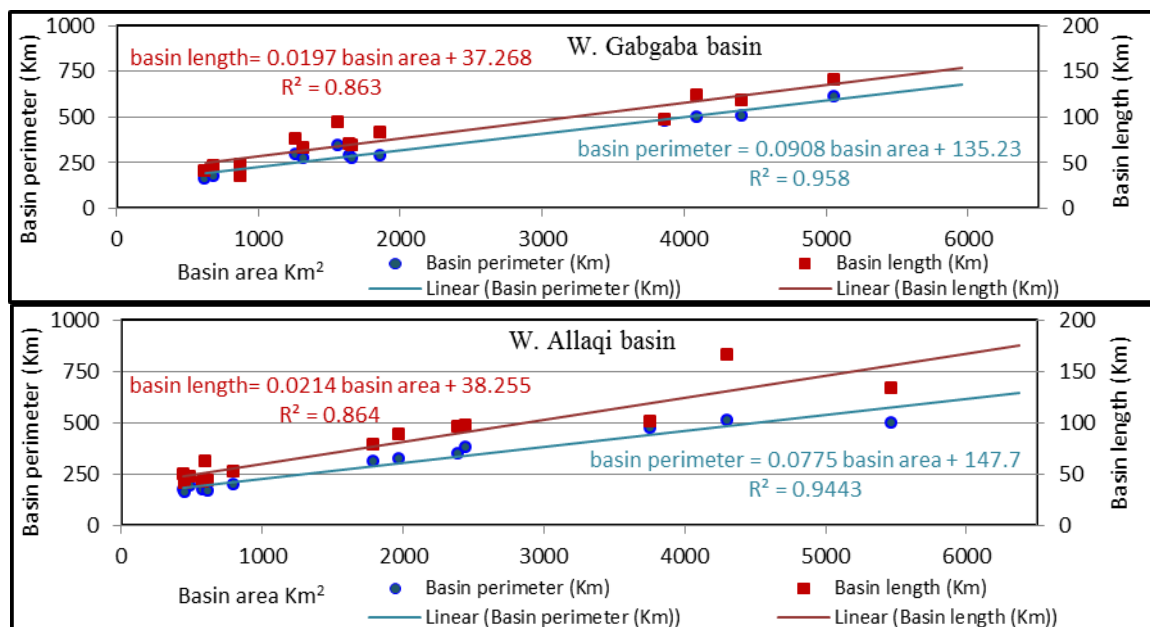 W. Gabgaba basin
basin length= 0.0197 basin area + 37.268
R² = 0.863
basin perimeter = 0.0908 basin area + 135.23
R² = 0.958
Basin perimeter (Km)
1000
750
500
250
0
Basin length (Km)
200
150
100
50
0
0 1000 2000 3000 4000 5000 6000
Basin area Km²
Basin perimeter (Km) Basin length (Km)
Linear (Basin perimeter (Km)) Linear (Basin length (Km))
W. Allaqi basin
basin length= 0.0214 basin area + 38.255
R² = 0.864
basin perimeter = 0.0775 basin area + 147.7
R² = 0.9443
Basin perimeter (Km)
1000
750
500
250
0
Basin length (Km)
200
150
100
50
0
0 1000 2000 3000 4000 5000 6000
Basin area Km²
Basin perimeter (Km) Basin length (Km)
Linear (Basin perimeter (Km)) Linear (Basin length (Km))